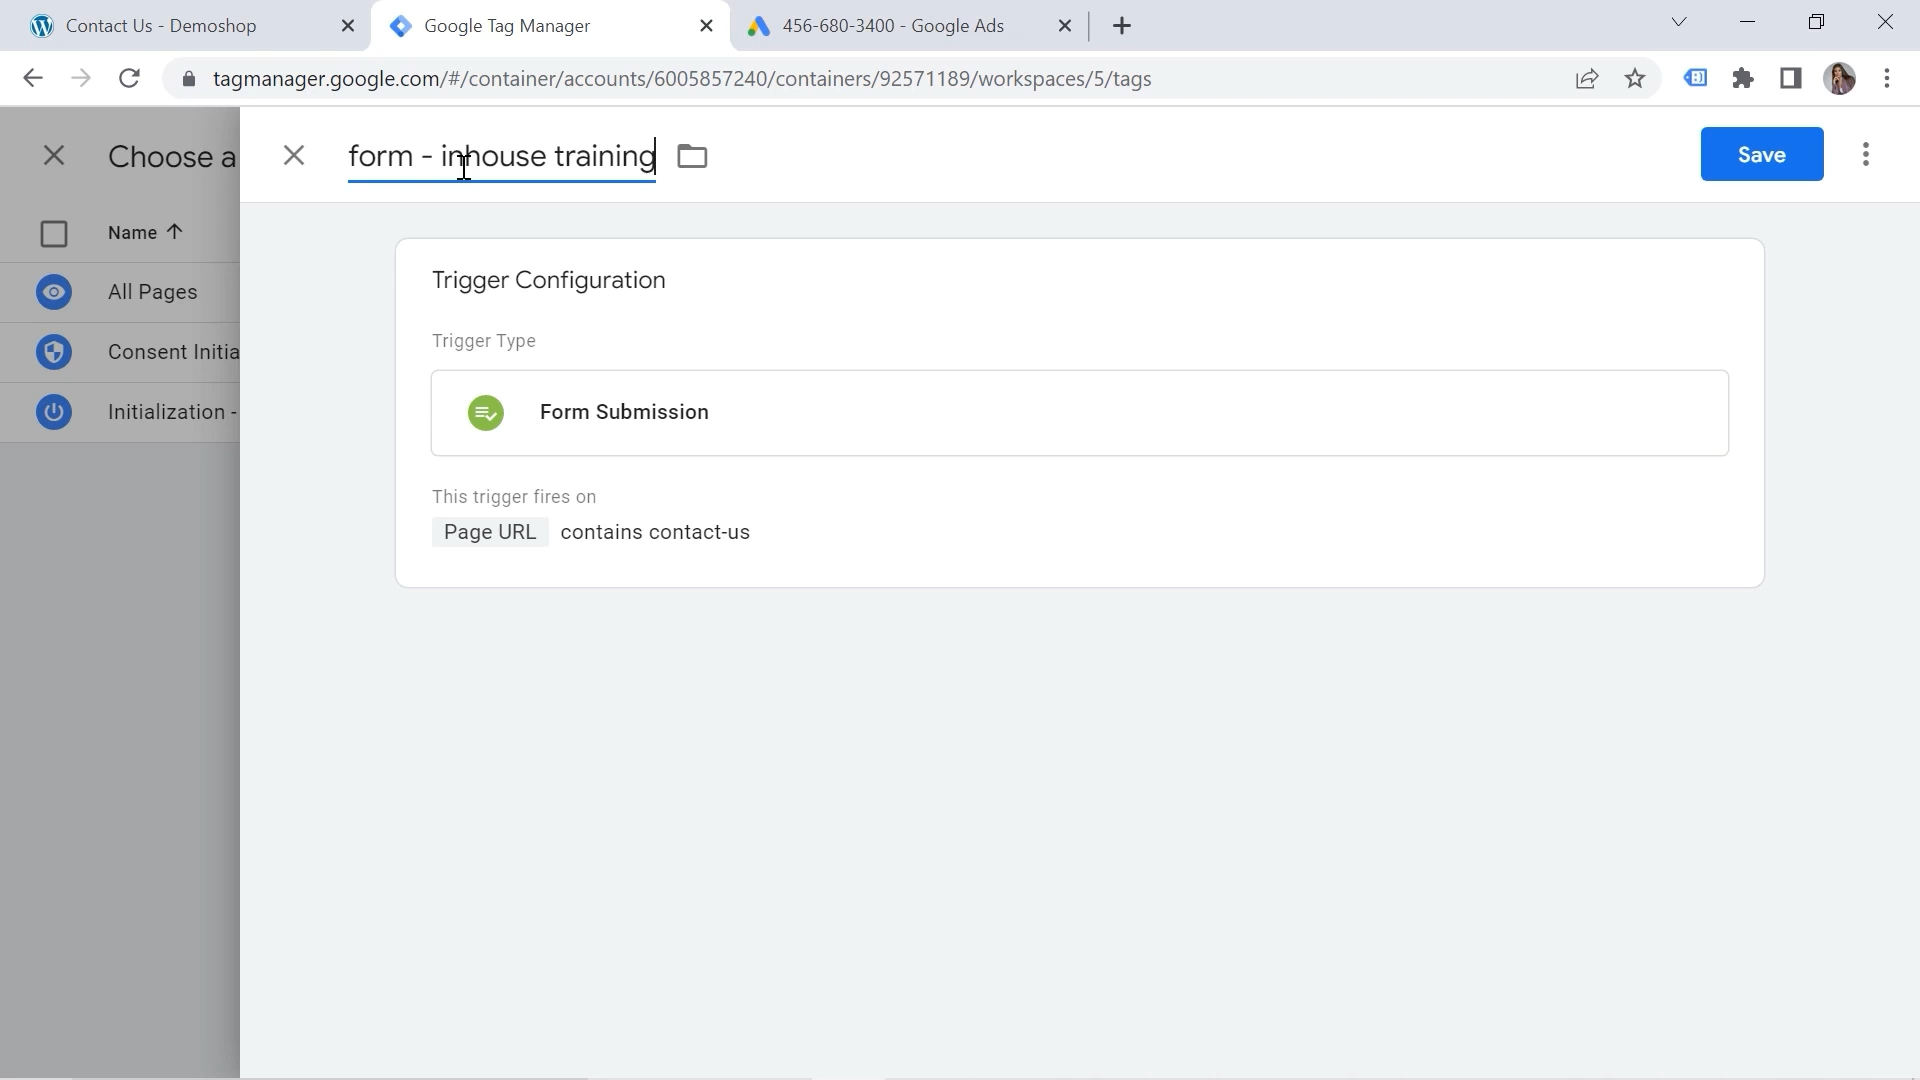 Contact Us - Demoshop
Google Tag Manager
456-680-3400 - Google Ads
tagmanager.google.com/#/container/accounts/6005857240/containers/92571189/workspaces/5/tags
Choose a
form - inhouse training
Save
Name
All Pages
Consent Initia
Initialization -
Trigger Configuration
Trigger Type
Form Submission
This trigger fires on
Page URL contains contact-us